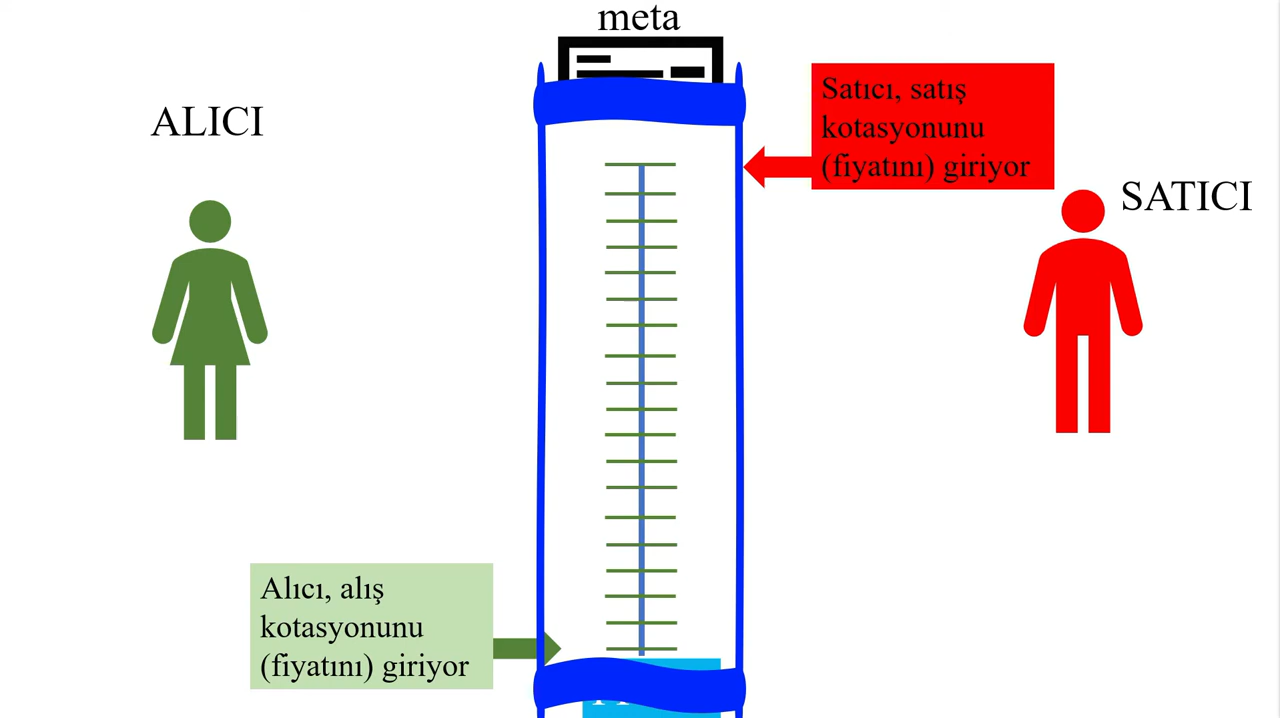 meta
ALICI
Satıcı, satış
kotasyonunu
(fiyatını) giriyor
SATICI
Alıcı, alış
kotasyonunu
(fiyatını) giriyor